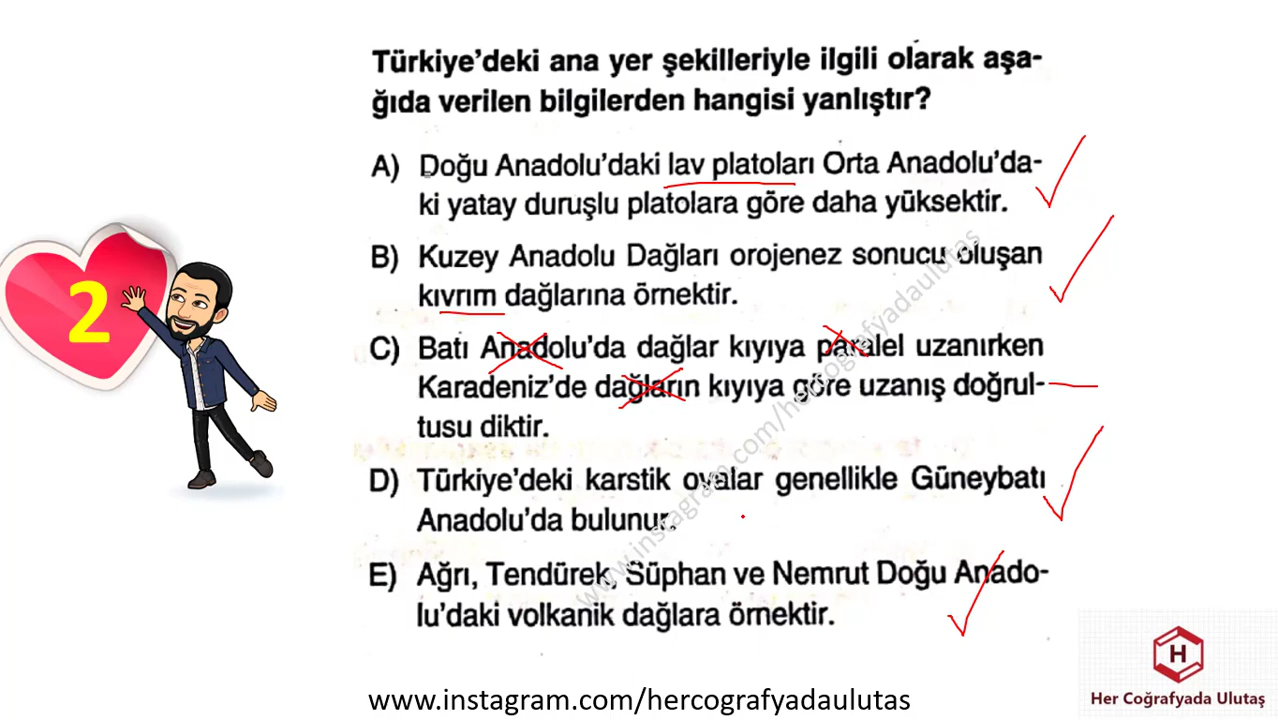 Türkiye'deki ana yer şekilleriyle ilgili olarak aşa-
ğıda verilen bilgilerden hangisi yanlıştır?
A) Doğu Anadolu'daki lav platoları Orta Anadolu'da-
ki yatay duruşlu platolara göre daha yüksektir.
B) Kuzey Anadolu Dağları orojenez sonucu oluşan
kıvrım dağlarına örnektir.
C) Batı Anadolu'da dağlar kıyıya paralel uzanırken
Karadeniz'de dağların kıyıya göre uzanış doğrul-
tusu diktir.
D) Türkiye'deki karstik ovalar genellikle Güneybatı
Anadolu'da bulunur.
E) Ağrı, Tendürek, Süphan ve Nemrut Doğu Anado-
lu'daki volkanik dağlara örnektir.
2
www.instagram.com/hercografyadaulutas
www.instagram.com/hercografyadaulutas
H
Her Coğrafyada Ulutaş